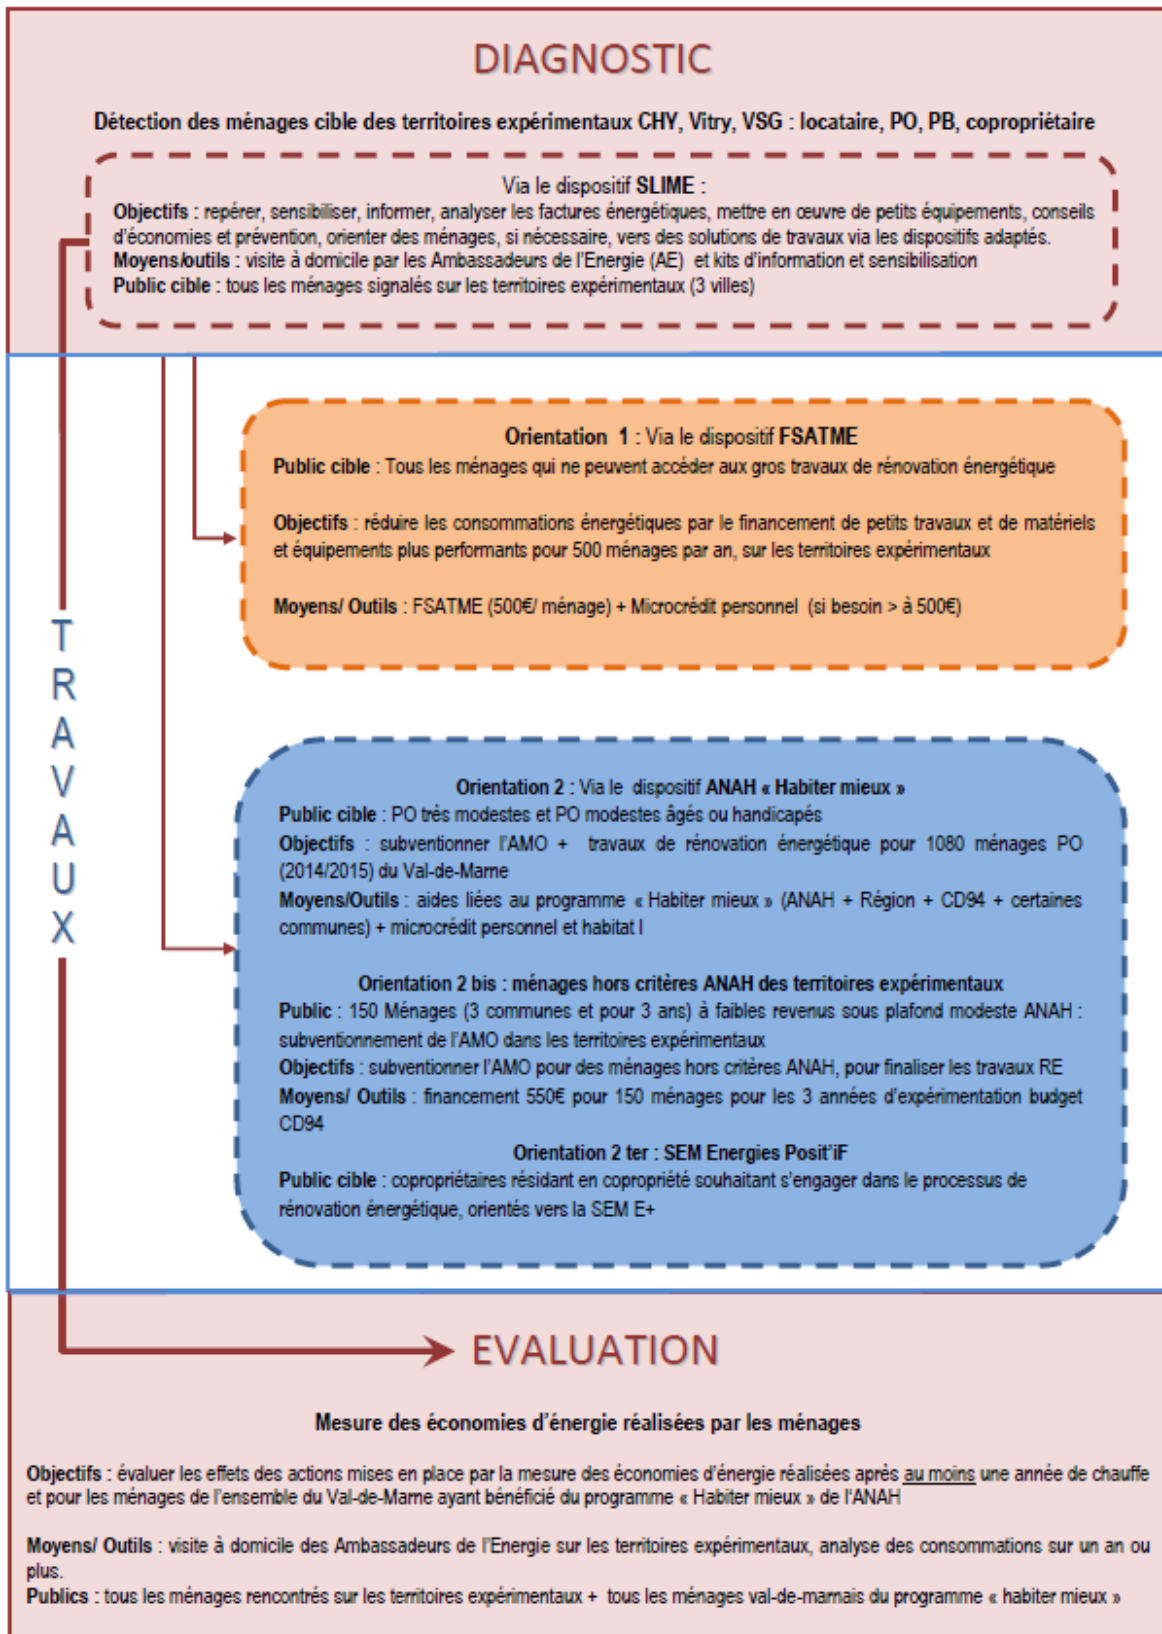 DIAGNOSTIC
Détection des ménages cible des territoires expérimentaux CHY, Vitry, VSG : locataire, PO, PB, copropriétaire
Via le dispositif SLIME :
Objectifs : repérer, sensibiliser, informer, analyser les factures énergétiques, mettre en œuvre de petits équipements, conseils
d'économies et prévention, orienter des ménages, si nécessaire, vers des solutions de travaux via les dispositifs adaptés.
Moyens/outils : visite à domicile par les Ambassadeurs de l'Energie (AE) et kits d'information et sensibilisation
Public cible : tous les ménages signalés sur les territoires expérimentaux (3 villes)
TRAVAUX
Orientation 1 : Via le dispositif FSATME
Public cible : Tous les ménages qui ne peuvent accéder aux gros travaux de rénovation énergétique
Objectifs : réduire les consommations énergétiques par le financement de petits travaux et de matériels
et équipements plus performants pour 500 ménages par an, sur les territoires expérimentaux
Moyens/ Outils : FSATME (500€/ ménage) + Microcrédit personnel (si besoin > à 500€)
Orientation 2 : Via le dispositif ANAH « Habiter mieux »
Public cible : PO très modestes et PO modestes âgés ou handicapés
Objectifs : subventionner l'AMO + travaux de rénovation énergétique pour 1080 ménages PO
(2014/2015) du Val-de-Marne
Moyens/Outils : aides liées au programme « Habiter mieux » (ANAH + Région + CD94 + certaines
communes) + microcrédit personnel et habitat I
Orientation 2 bis : ménages hors critères ANAH des territoires expérimentaux
Public : 150 Ménages (3 communes et pour 3 ans) à faibles revenus sous plafond modeste ANAH :
subventionnement de l'AMO dans les territoires expérimentaux
Objectifs : subventionner l'AMO pour des ménages hors critères ANAH, pour finaliser les travaux RE
Moyens/ Outils : financement 550€ pour 150 ménages pour les 3 années d'expérimentation budget
CD94
Orientation 2 ter : SEM Energies Posit'iF
Public cible : copropriétaires résidant en copropriété souhaitant s'engager dans le processus de
rénovation énergétique, orientés vers la SEM E+
EVALUATION
Mesure des économies d'énergie réalisées par les ménages
Objectifs : évaluer les effets des actions mises en place par la mesure des économies d'énergie réalisées après au moins une année de chauffe
et pour les ménages de l'ensemble du Val-de-Marne ayant bénéficié du programme « Habiter mieux » de l'ANAH
Moyens/ Outils : visite à domicile des Ambassadeurs de l'Energie sur les territoires expérimentaux, analyse des consommations sur un an ou
plus.
Publics : tous les ménages rencontrés sur les territoires expérimentaux + tous les ménages val-de-marnais du programme « habiter mieux »